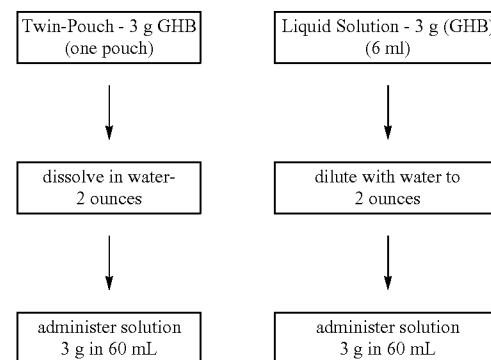 Twin-Pouch - 3 g GHB
(one pouch)
dissolve in water-
2 ounces
administer solution
3 g in 60 mL
Liquid Solution - 3 g (GHB)
(6 ml)
dilute with water to
2 ounces
administer solution
3 g in 60 mL